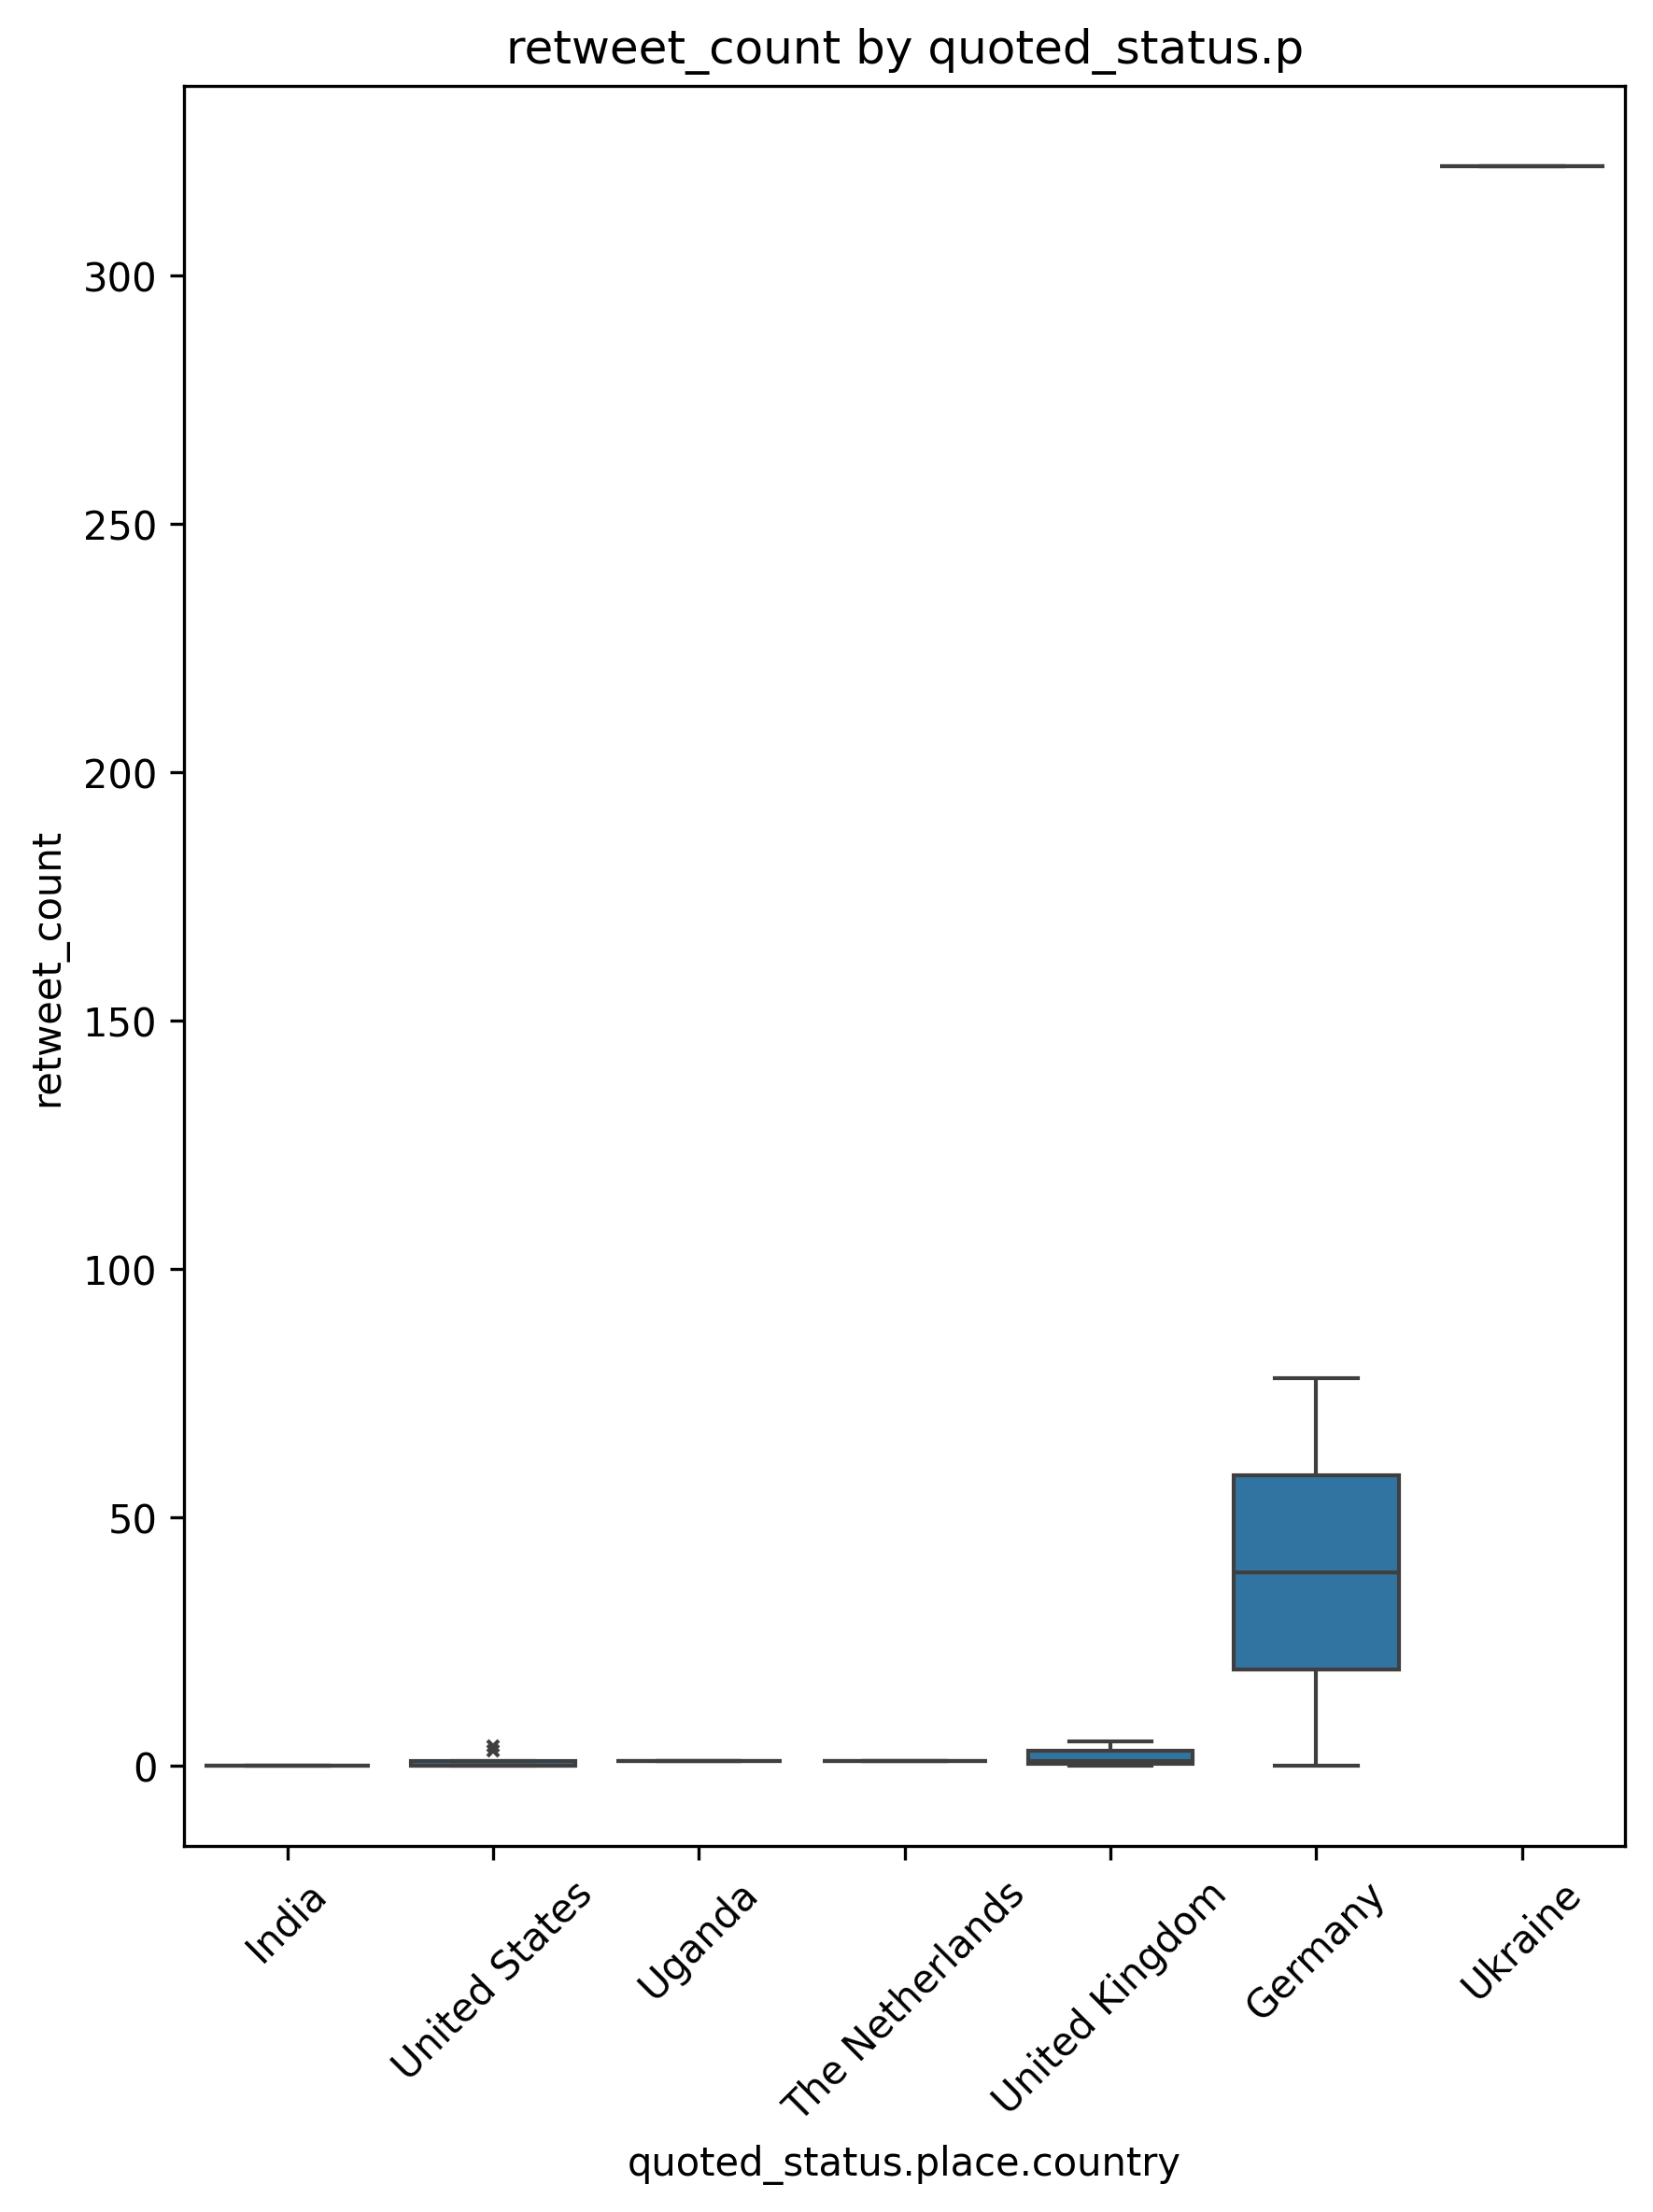 retweet_count by quoted_status.p
retweet_count
300
250
200
150
100
50
0
India
United States
Uganda
The Netherlands
United Kingdom
Germany
Ukraine
quoted_status.place.country